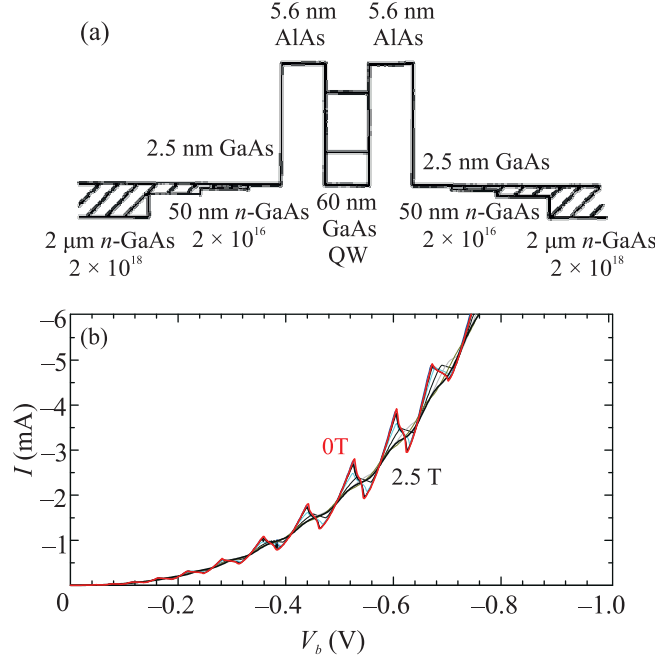 (a)
5.6 nm 5.6 nm
AlAs AlAs
2.5 nm GaAs 2.5 nm GaAs
50 nm n-GaAs 60 nm 50 nm n-GaAs
2 × 10¹⁶ GaAs 2 × 10¹⁶
2 μm n-GaAs QW 2 μm n-GaAs
2 × 10¹⁸ 2 × 10¹⁸
(b)
–6
–5
–4
–3
–2
–1
I (mA)
0T
2.5 T
0 –0.2 –0.4 –0.6 –0.8 –1.0
V_b (V)